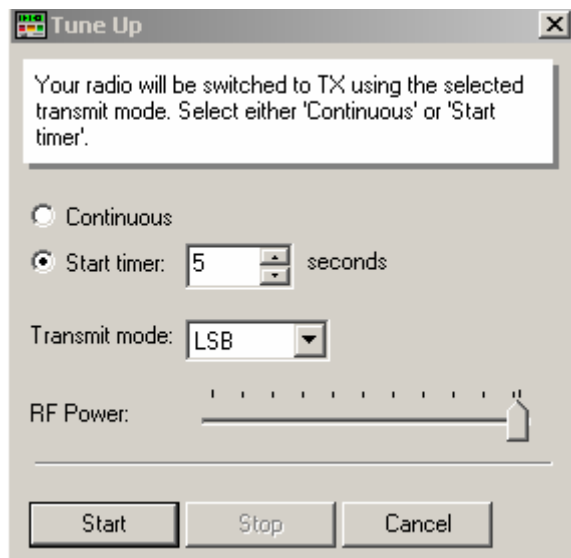 Tune Up
Your radio will be switched to TX using the selected
transmit mode. Select either 'Continuous' or 'Start
timer'.
Continuous
Start timer: 5 seconds
Transmit mode: LSB
RF Power:
Start Stop Cancel